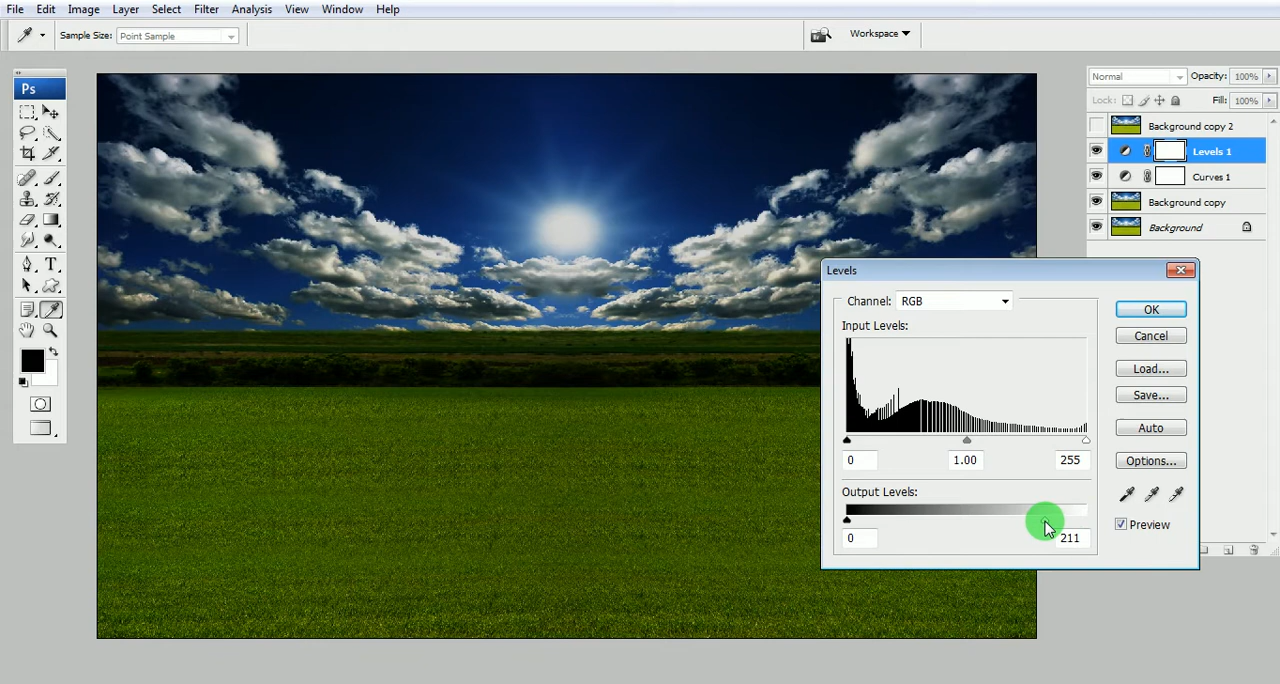 File Edit Image Layer Select Filter Analysis View Window Help
Sample Size: Point Sample
Workspace
Ps
Normal Opacity: 100%
Lock: Fill: 100%
Background copy 2
Levels 1
Curves 1
Background copy
Background
Levels
Channel: RGB
OK
Input Levels:
Cancel
Load...
Save...
Auto
0 1.00 255
Options...
Output Levels:
Preview
0 211